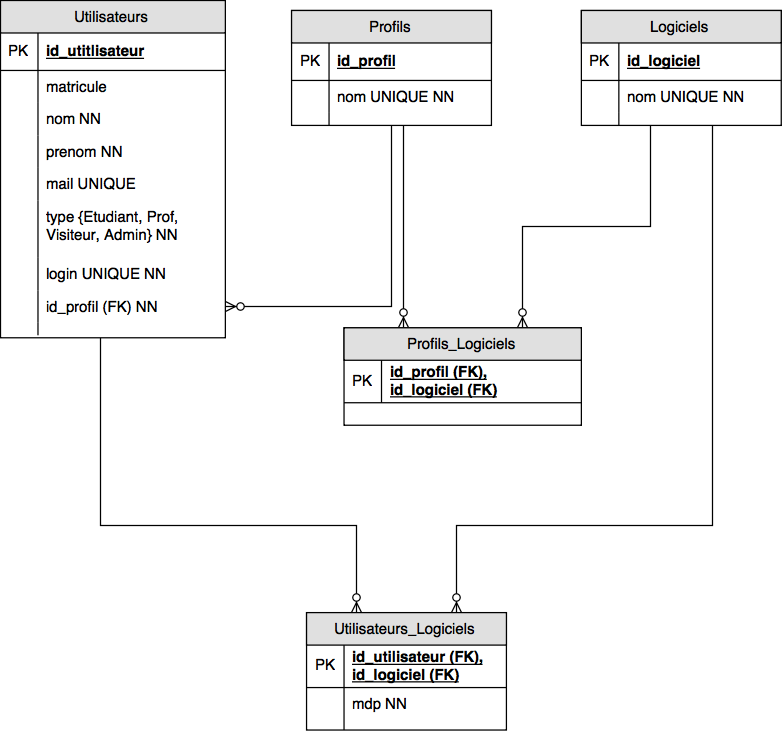 Utilisateurs
PK id_utitlisateur
matricule
nom NN
prenom NN
mail UNIQUE
type {Etudiant, Prof,
Visiteur, Admin} NN
login UNIQUE NN
id_profil (FK) NN
Profils
PK id_profil
nom UNIQUE NN
Logiciels
PK id_logiciel
nom UNIQUE NN
Profils_Logiciels
PK id_profil (FK),
id_logiciel (FK)
Utilisateurs_Logiciels
PK id_utilisateur (FK),
id_logiciel (FK)
mdp NN